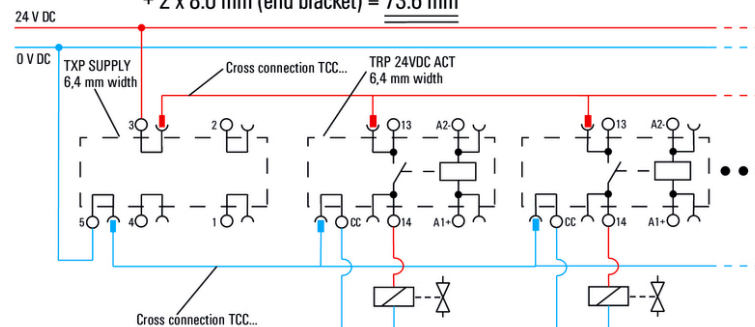 + 2 x 8.0 mm (end bracket) = 73.6 mm
24 V DC
0 V DC
TXP SUPPLY
6,4 mm width
Cross connection TCC...
TRP 24VDC ACT
6,4 mm width
3
2
13
A2-
13
A2-
5
4
1
CC
14
A1+
CC
14
A1+
Cross connection TCC...